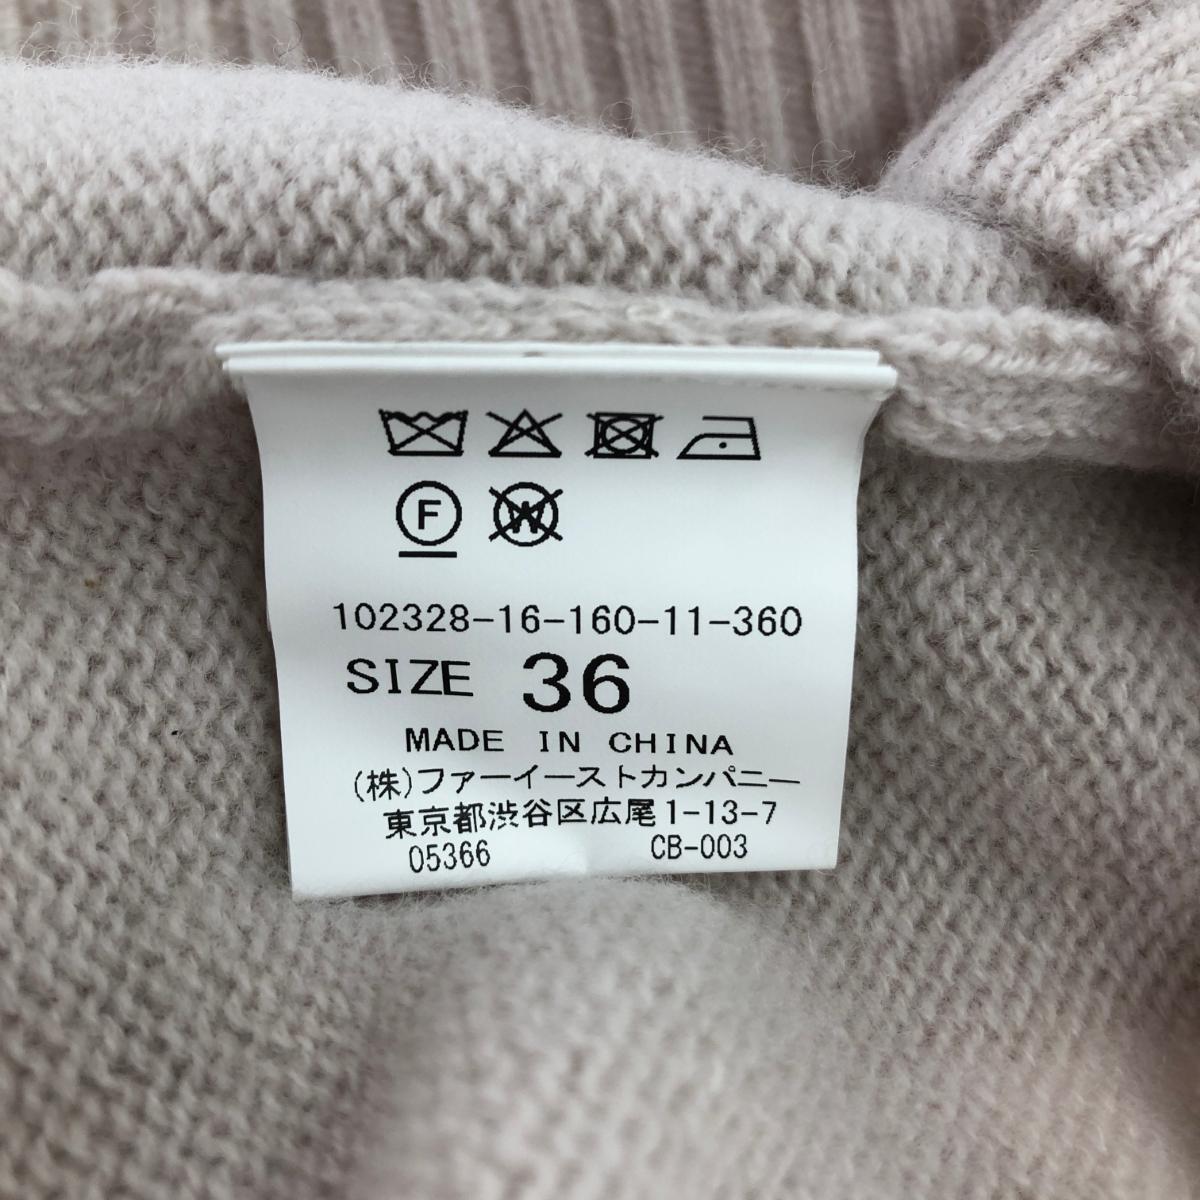 F W
102328-16-160-11-360
SIZE 36
MADE IN CHINA
(株)ファーイーストカンパニー
東京都渋谷区広尾1-13-7
05366 CB-003